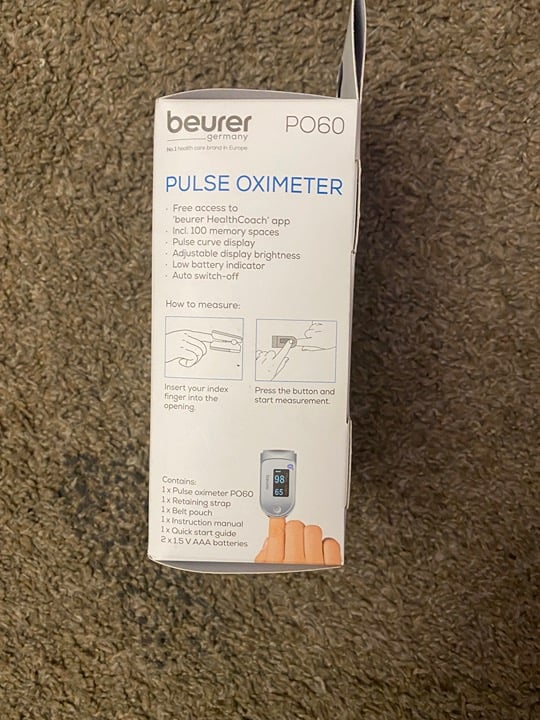 beurer PO60
germany
No.1 health care brand in Europe
PULSE OXIMETER
· Free access to
'beurer HealthCoach' app
· Incl. 100 memory spaces
· Pulse curve display
· Adjustable display brightness
· Low battery indicator
· Auto switch-off
How to measure:
Insert your index
finger into the
opening.
Press the button and
start measurement.
Contains:
1 x Pulse oximeter PO60
1 x Retaining strap
1 x Belt pouch
1 x Instruction manual
1 x Quick start guide
2 x 1.5 V AAA batteries
98
65